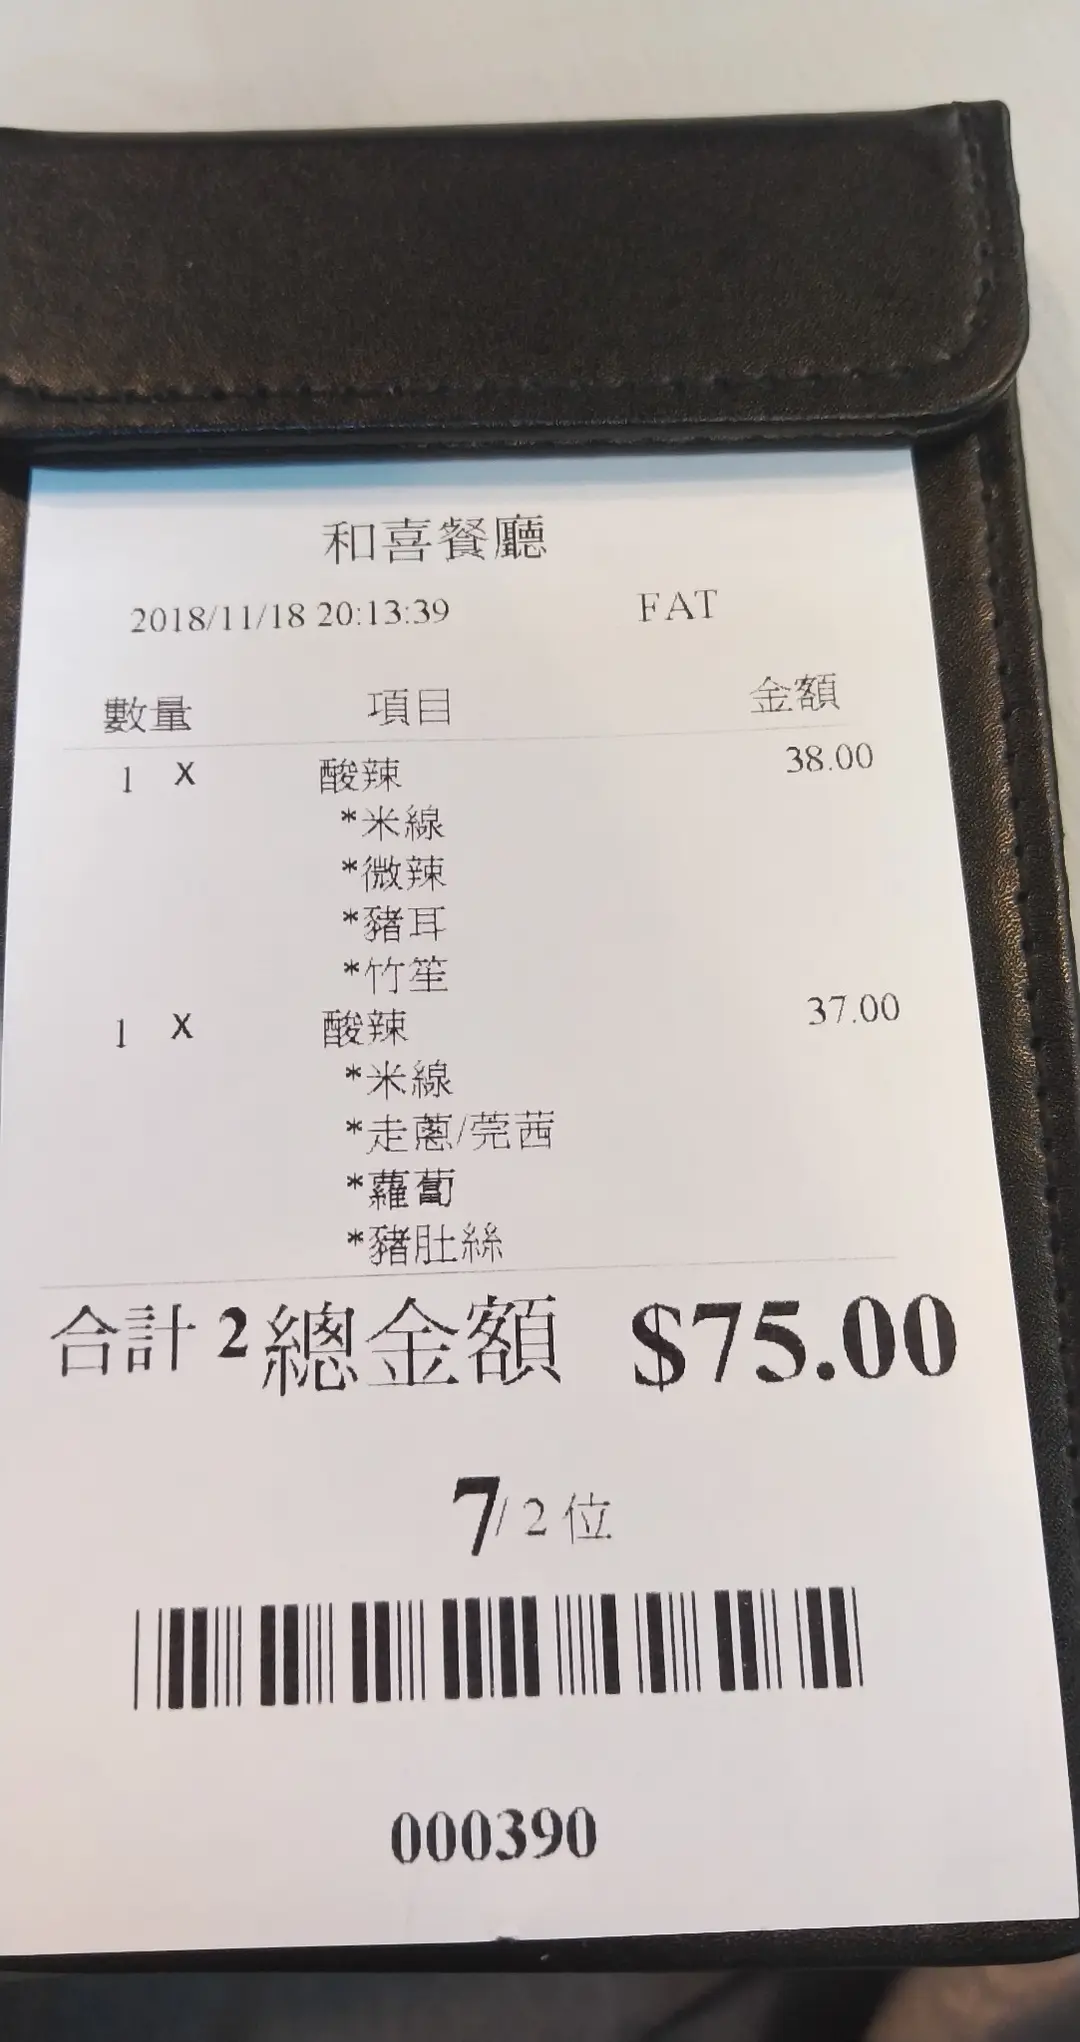 和喜餐廳
2018/11/18 20:13:39 FAT
數量 項目 金額
1 X 酸辣 38.00
*米線
*微辣
*豬耳
*竹笙
1 X 酸辣 37.00
*米線
*走蔥/莞茜
*蘿蔔
*豬肚絲
合計 2 總金額 $75.00
7/2位
000390